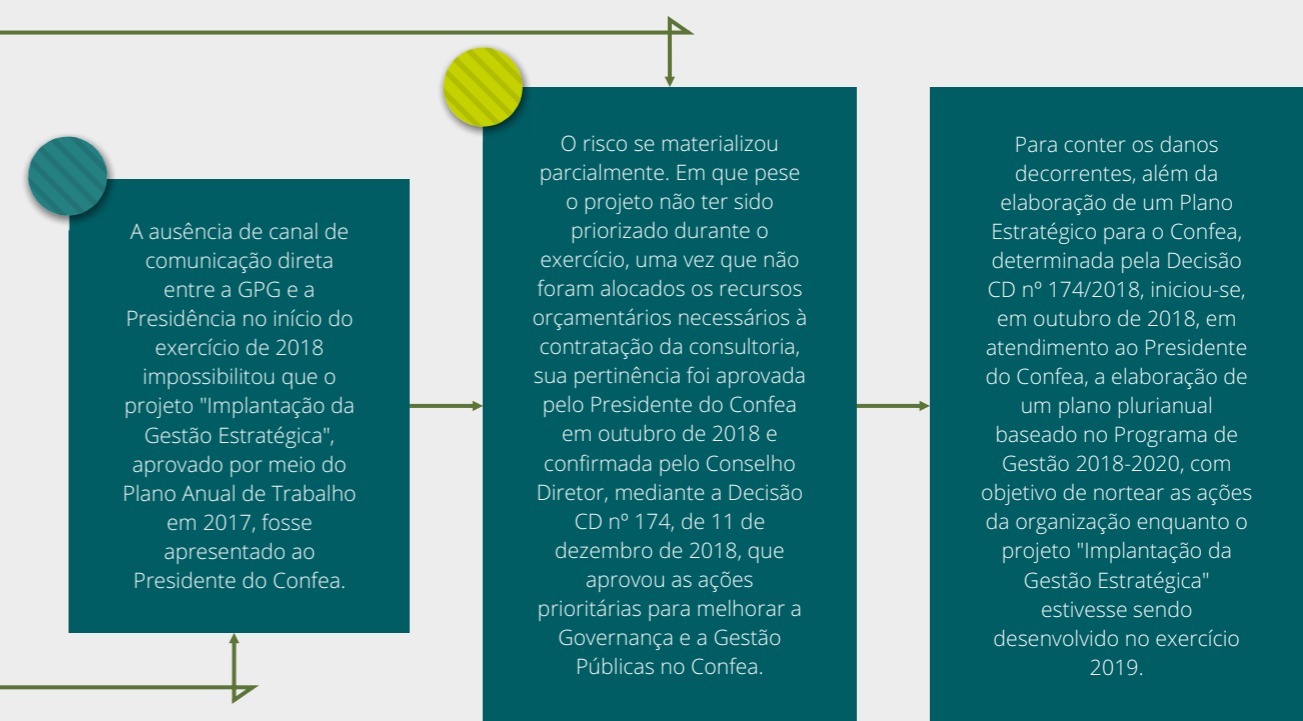 A ausência de canal de
comunicação direta
entre a GPG e a
Presidência no início do
exercício de 2018
impossibilitou que o
projeto "Implantação da
Gestão Estratégica",
aprovado por meio do
Plano Anual de Trabalho
em 2017, fosse
apresentado ao
Presidente do Confea.
O risco se materializou
parcialmente. Em que pese
o projeto não ter sido
priorizado durante o
exercício, uma vez que não
foram alocados os recursos
orçamentários necessários à
contratação da consultoria,
sua pertinência foi aprovada
pelo Presidente do Confea
em outubro de 2018 e
confirmada pelo Conselho
Diretor, mediante a Decisão
CD nº 174, de 11 de
dezembro de 2018, que
aprovou as ações
prioritárias para melhorar a
Governança e a Gestão
Públicas no Confea.
Para conter os danos
decorrentes, além da
elaboração de um Plano
Estratégico para o Confea,
determinada pela Decisão
CD nº 174/2018, iniciou-se,
em outubro de 2018, em
atendimento ao Presidente
do Confea, a elaboração de
um plano plurianual
baseado no Programa de
Gestão 2018-2020, com
objetivo de nortear as ações
da organização enquanto o
projeto "Implantação da
Gestão Estratégica"
estivesse sendo
desenvolvido no exercício
2019.